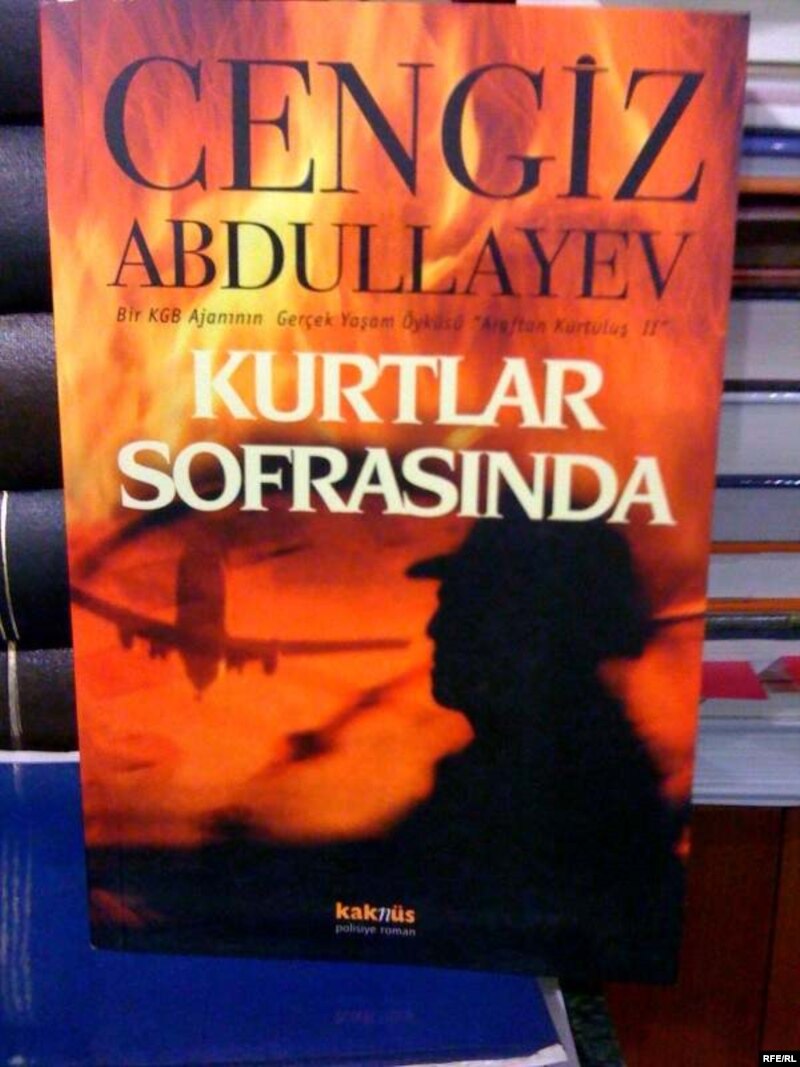 CENGİZ
ABDULLAYEV
Bir KGB Ajanının Gerçek Yaşam Öyküsü "Araftan Kurtuluş II"
KURTLAR
SOFRASINDA
kaknüs
polisiye roman
RFE/RL